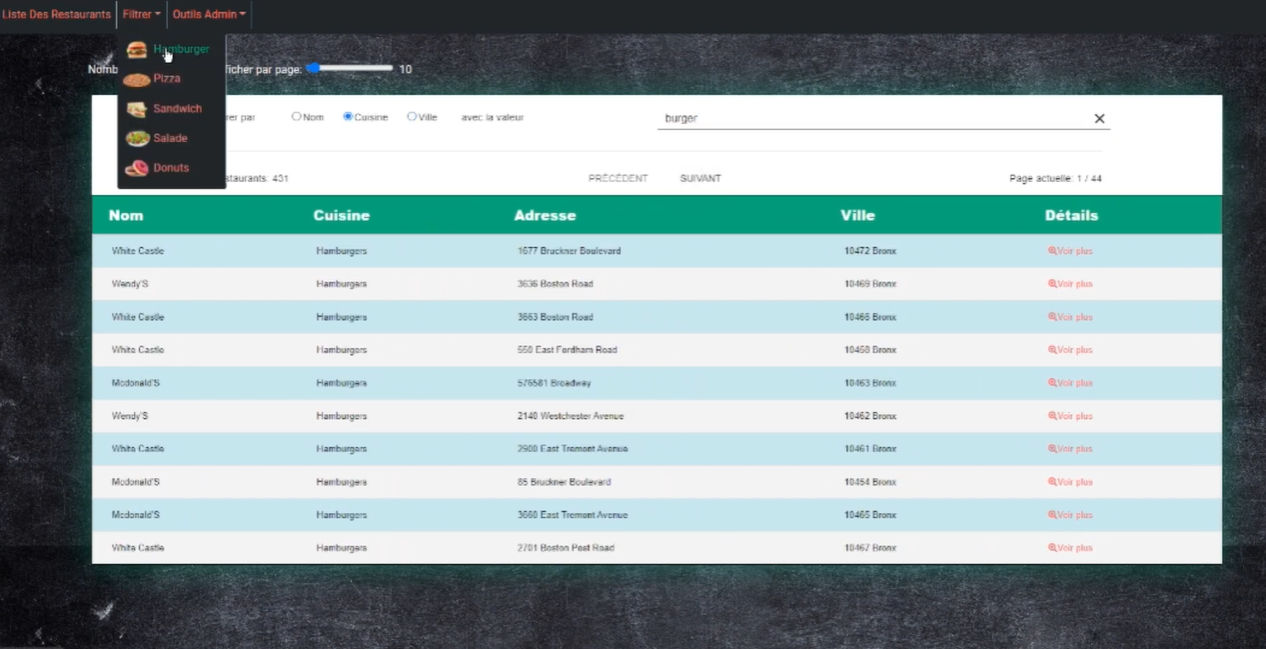 Liste Des Restaurants Filtrer Outils Admin
Hamburger
Pizza
Sandwich
Salade
Donuts
Nomb ficher par page: 10
rer par Nom Cuisine Ville avec la valeur burger
staurants: 431 PRÉCÉDENT SUIVANT Page actuelle: 1 / 44
Nom Cuisine Adresse Ville Détails
White Castle Hamburgers 1677 Bruckner Boulevard 10472 Bronx Voir plus
Wendy'S Hamburgers 3636 Boston Road 10469 Bronx Voir plus
White Castle Hamburgers 3663 Boston Road 10466 Bronx Voir plus
White Castle Hamburgers 550 East Fordham Road 10458 Bronx Voir plus
Mcdonald'S Hamburgers 576581 Broadway 10463 Bronx Voir plus
Wendy'S Hamburgers 2140 Westchester Avenue 10462 Bronx Voir plus
White Castle Hamburgers 2900 East Tremont Avenue 10461 Bronx Voir plus
Mcdonald'S Hamburgers 85 Bruckner Boulevard 10454 Bronx Voir plus
Mcdonald'S Hamburgers 3660 East Tremont Avenue 10465 Bronx Voir plus
White Castle Hamburgers 2701 Boston Post Road 10467 Bronx Voir plus